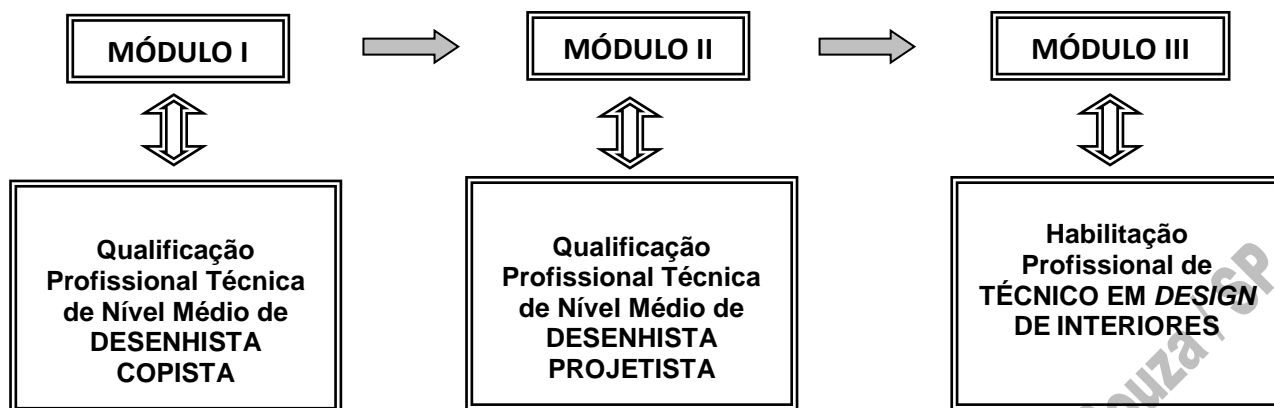 MÓDULO I
MÓDULO II
MÓDULO III
Qualificação
Profissional Técnica
de Nível Médio de
DESENHISTA
COPISTA
Qualificação
Profissional Técnica
de Nível Médio de
DESENHISTA
PROJETISTA
Habilitação
Profissional de
TÉCNICO EM DESIGN
DE INTERIORES